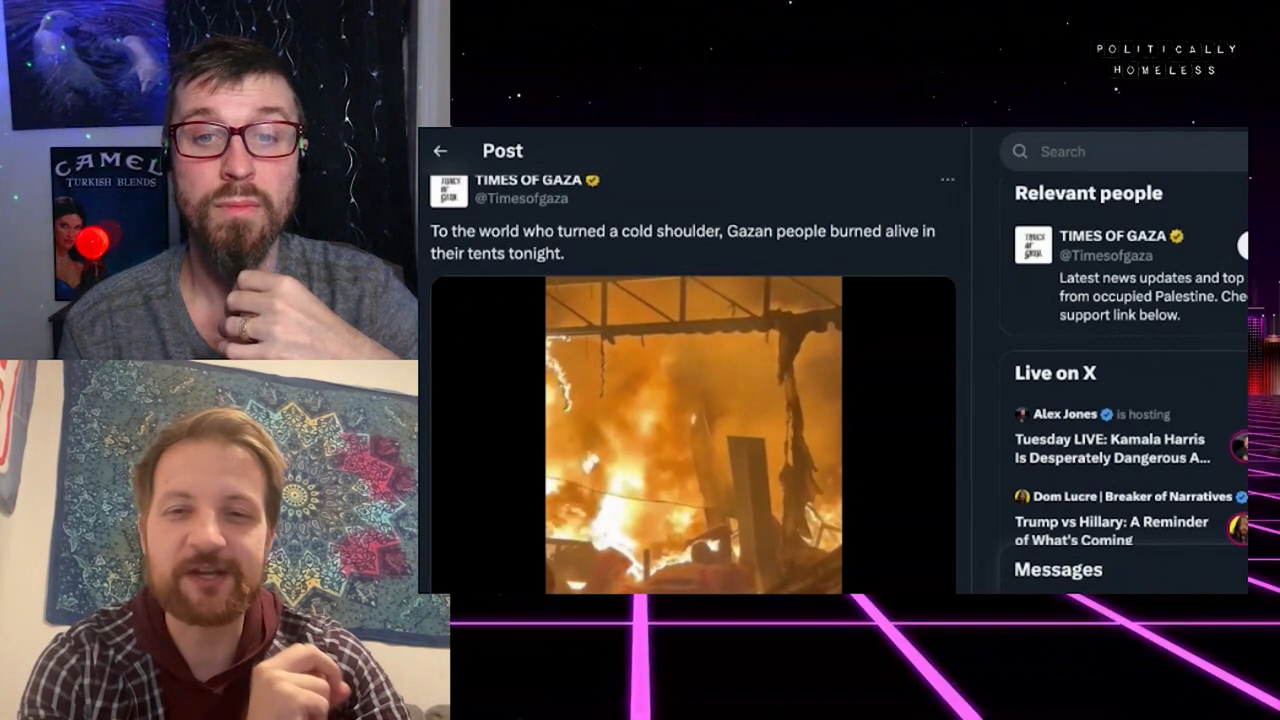 POLITICALLY
HOMELESS
CAMEL
TURKISH BLENDS
Post
TIMES OF GAZA
@Timesofgaza
To the world who turned a cold shoulder, Gazan people burned alive in
their tents tonight.
Search
Relevant people
TIMES OF GAZA
@Timesofgaza
Latest news updates and top
from occupied Palestine. Che
support link below.
Live on X
Alex Jones is hosting
Tuesday LIVE: Kamala Harris
Is Desperately Dangerous A...
Dom Lucre | Breaker of Narratives
Trump vs Hillary: A Reminder
of What's Coming
Messages